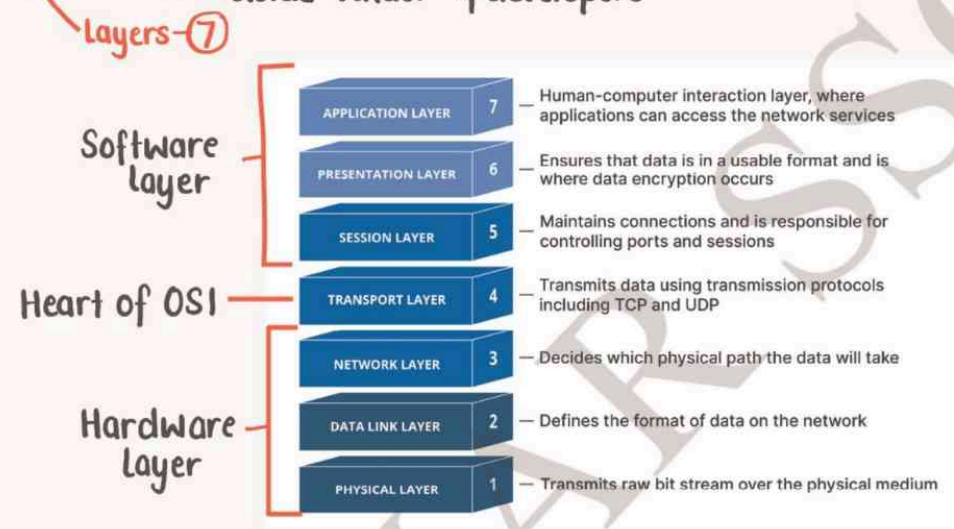 Layers-7
Software
layer
Heart of OSI
Hardware
layer
APPLICATION LAYER 7
Human-computer interaction layer, where
applications can access the network services
PRESENTATION LAYER 6
Ensures that data is in a usable format and is
where data encryption occurs
SESSION LAYER 5
Maintains connections and is responsible for
controlling ports and sessions
TRANSPORT LAYER 4
Transmits data using transmission protocols
including TCP and UDP
NETWORK LAYER 3
Decides which physical path the data will take
DATA LINK LAYER 2
Defines the format of data on the network
PHYSICAL LAYER 1
Transmits raw bit stream over the physical medium